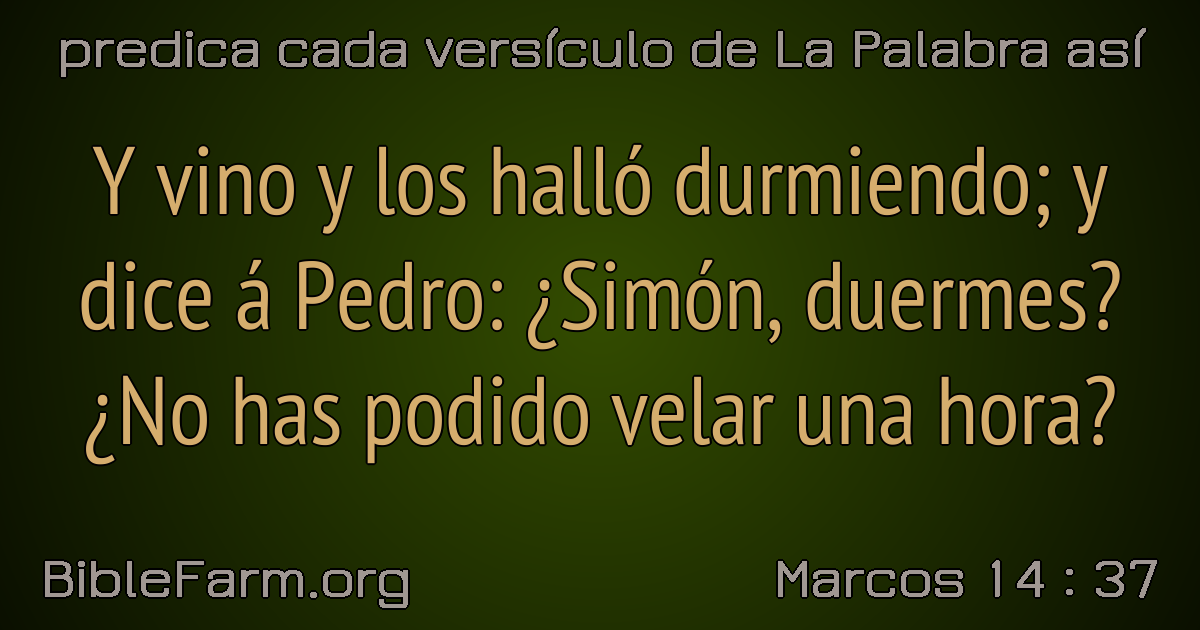 predica cada versículo de La Palabra así
Y vino y los halló durmiendo; y
dice á Pedro: ¿Simón, duermes?
¿No has podido velar una hora?
BibleFarm.org
Marcos 14 : 37